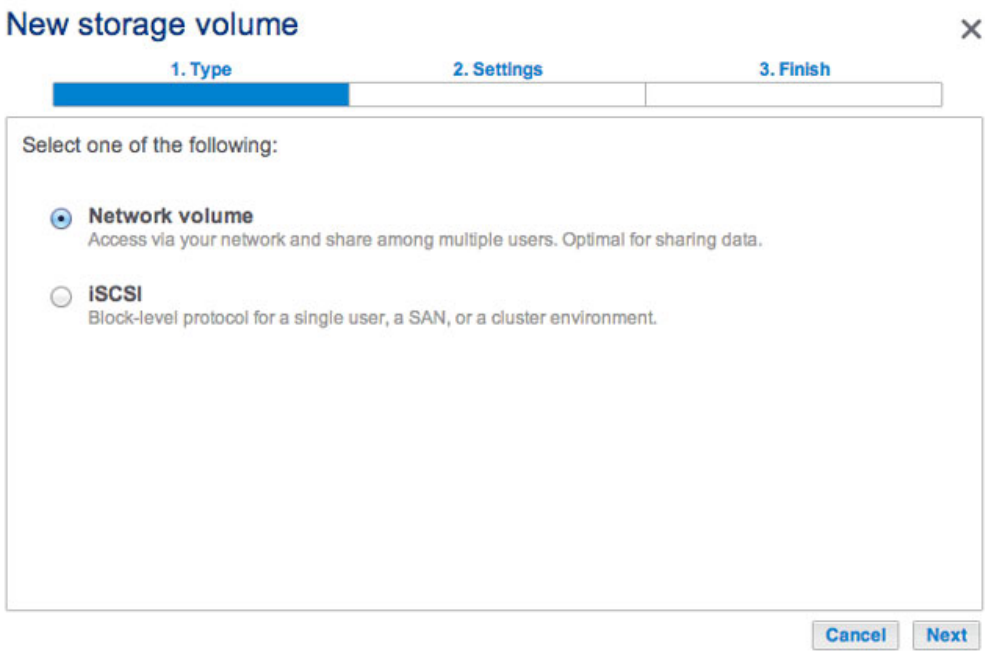 New storage volume
1. Type 2. Settings 3. Finish
Select one of the following:
Network volume
Access via your network and share among multiple users. Optimal for sharing data.
iSCSI
Block-level protocol for a single user, a SAN, or a cluster environment.
Cancel Next